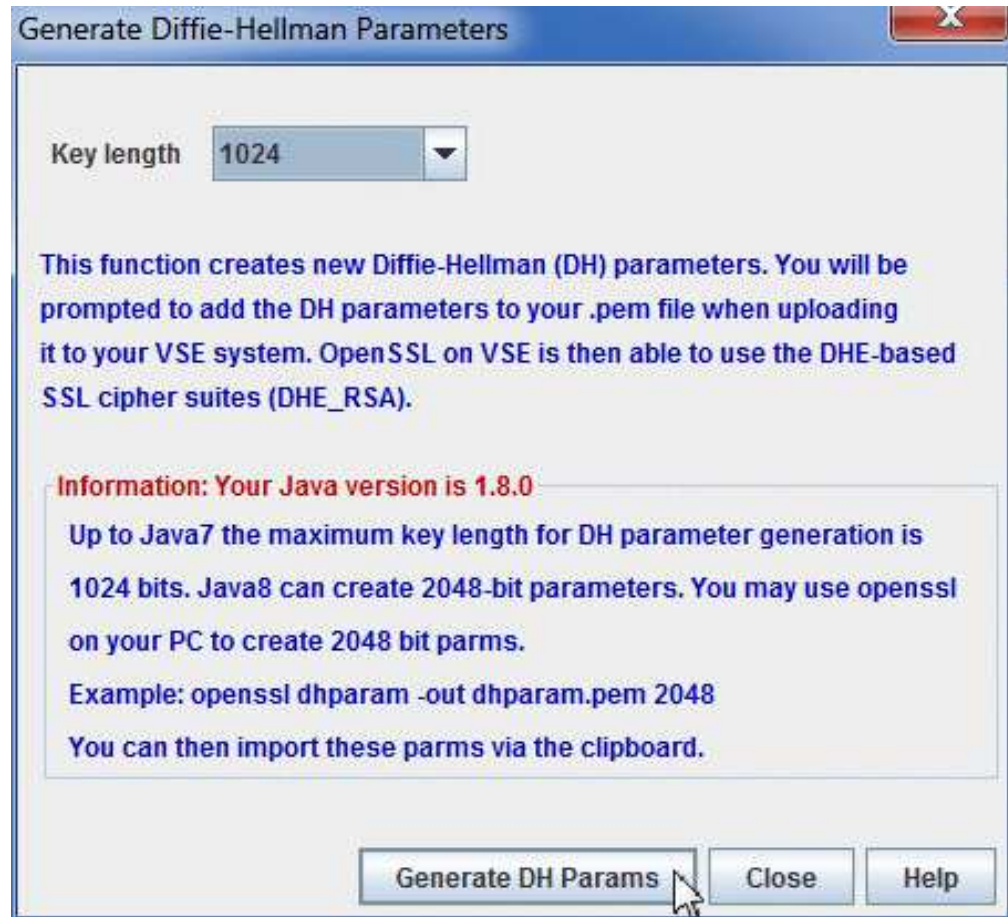 Generate Diffie-Hellman Parameters
Key length 1024
This function creates new Diffie-Hellman (DH) parameters. You will be
prompted to add the DH parameters to your .pem file when uploading
it to your VSE system. OpenSSL on VSE is then able to use the DHE-based
SSL cipher suites (DHE_RSA).
Information: Your Java version is 1.8.0
Up to Java7 the maximum key length for DH parameter generation is
1024 bits. Java8 can create 2048-bit parameters. You may use openssl
on your PC to create 2048 bit parms.
Example: openssl dhparam -out dhparam.pem 2048
You can then import these parms via the clipboard.
Generate DH Params Close Help